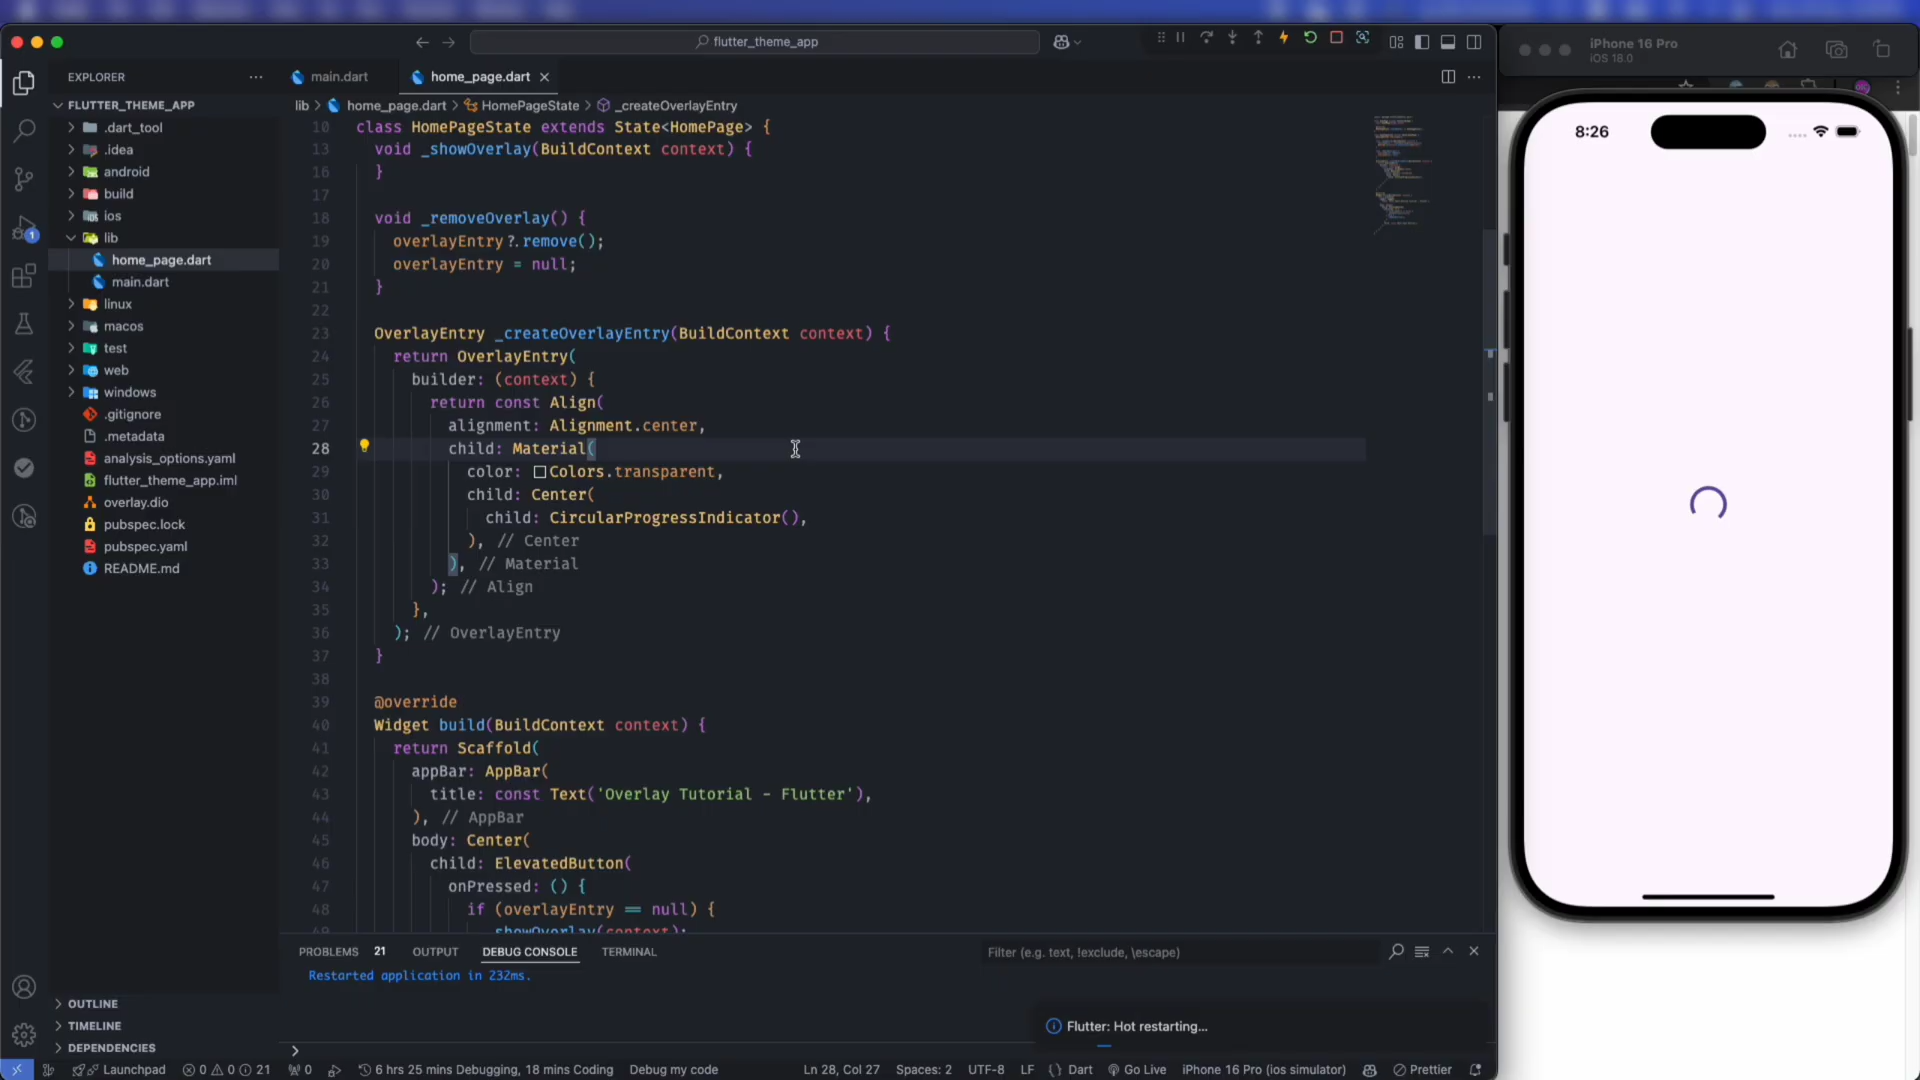 flutter_theme_app
iPhone 16 Pro
iOS 18.0
EXPLORER
main.dart
home_page.dart
FLUTTER_THEME_APP
lib > home_page.dart > HomePageState > _createOverlayEntry
.dart_tool
.idea
android
build
ios
lib
home_page.dart
main.dart
linux
macos
test
web
windows
.gitignore
.metadata
analysis_options.yaml
flutter_theme_app.iml
overlay.dio
pubspec.lock
pubspec.yaml
README.md
10 class HomePageState extends State<HomePage> {
13 void _showOverlay(BuildContext context) {
16 }
17
18 void _removeOverlay() {
19 overlayEntry?.remove();
20 overlayEntry = null;
21 }
22
23 OverlayEntry _createOverlayEntry(BuildContext context) {
24 return OverlayEntry(
25 builder: (context) {
26 return const Align(
27 alignment: Alignment.center,
28 child: Material(
29 color: Colors.transparent,
30 child: Center(
31 child: CircularProgressIndicator(),
32 ), // Center
33 ), // Material
34 ); // Align
35 },
36 ); // OverlayEntry
37 }
38
39 @override
40 Widget build(BuildContext context) {
41 return Scaffold(
42 appBar: AppBar(
43 title: const Text('Overlay Tutorial - Flutter'),
44 ), // AppBar
45 body: Center(
46 child: ElevatedButton(
47 onPressed: () {
48 if (overlayEntry == null) {
49 _showOverlay(context);
8:26
PROBLEMS 21 OUTPUT DEBUG CONSOLE TERMINAL
Filter (e.g. text, !exclude, \escape)
Restarted application in 232ms.
Flutter: Hot restarting...
OUTLINE
TIMELINE
DEPENDENCIES
1
Launchpad 0 0 21 0 6 hrs 25 mins Debugging, 18 mins Coding Debug my code
Ln 28, Col 27 Spaces: 2 UTF-8 LF {} Dart Go Live iPhone 16 Pro (ios simulator) Prettier